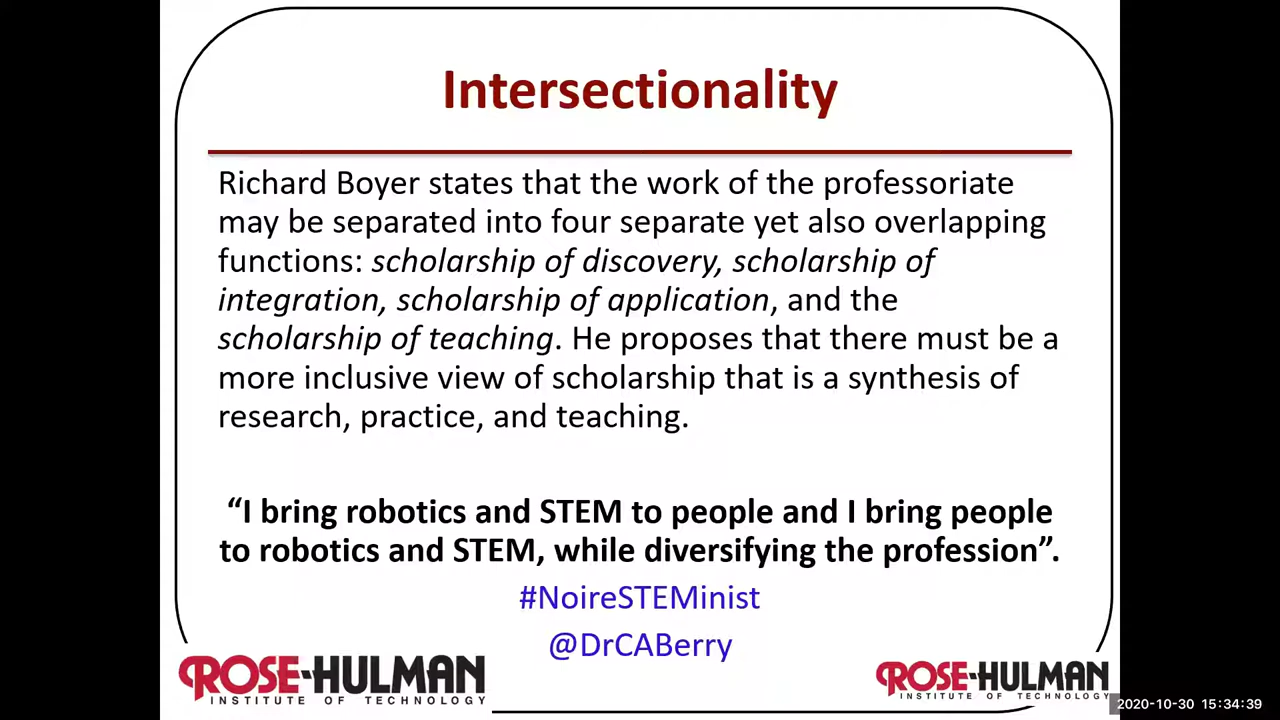 Intersectionality
Richard Boyer states that the work of the professoriate
may be separated into four separate yet also overlapping
functions: scholarship of discovery, scholarship of
integration, scholarship of application, and the
scholarship of teaching. He proposes that there must be a
more inclusive view of scholarship that is a synthesis of
research, practice, and teaching.
“I bring robotics and STEM to people and I bring people
to robotics and STEM, while diversifying the profession”.
#NoireSTEMinist
@DrCABerry
ROSE-HULMAN
INSTITUTE OF TECHNOLOGY
ROSE-HULMAN
INSTITUTE OF TECHNOLOGY
2020-10-30 15:34:39